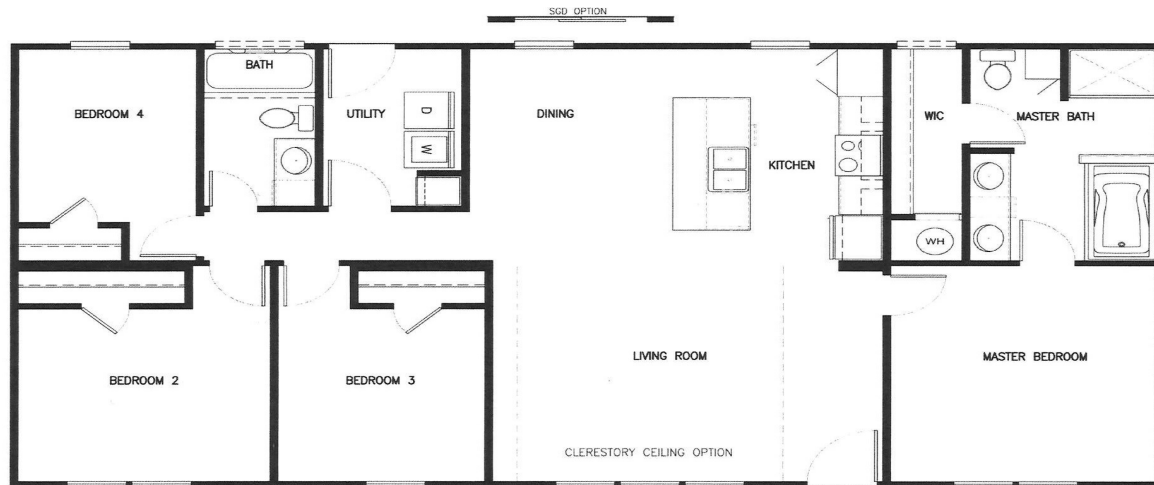 SGD OPTION
BATH
BEDROOM 4
UTILITY
D
W
DINING
KITCHEN
WIC
MASTER BATH
WH
BEDROOM 2
BEDROOM 3
LIVING ROOM
MASTER BEDROOM
CLERESTORY CEILING OPTION